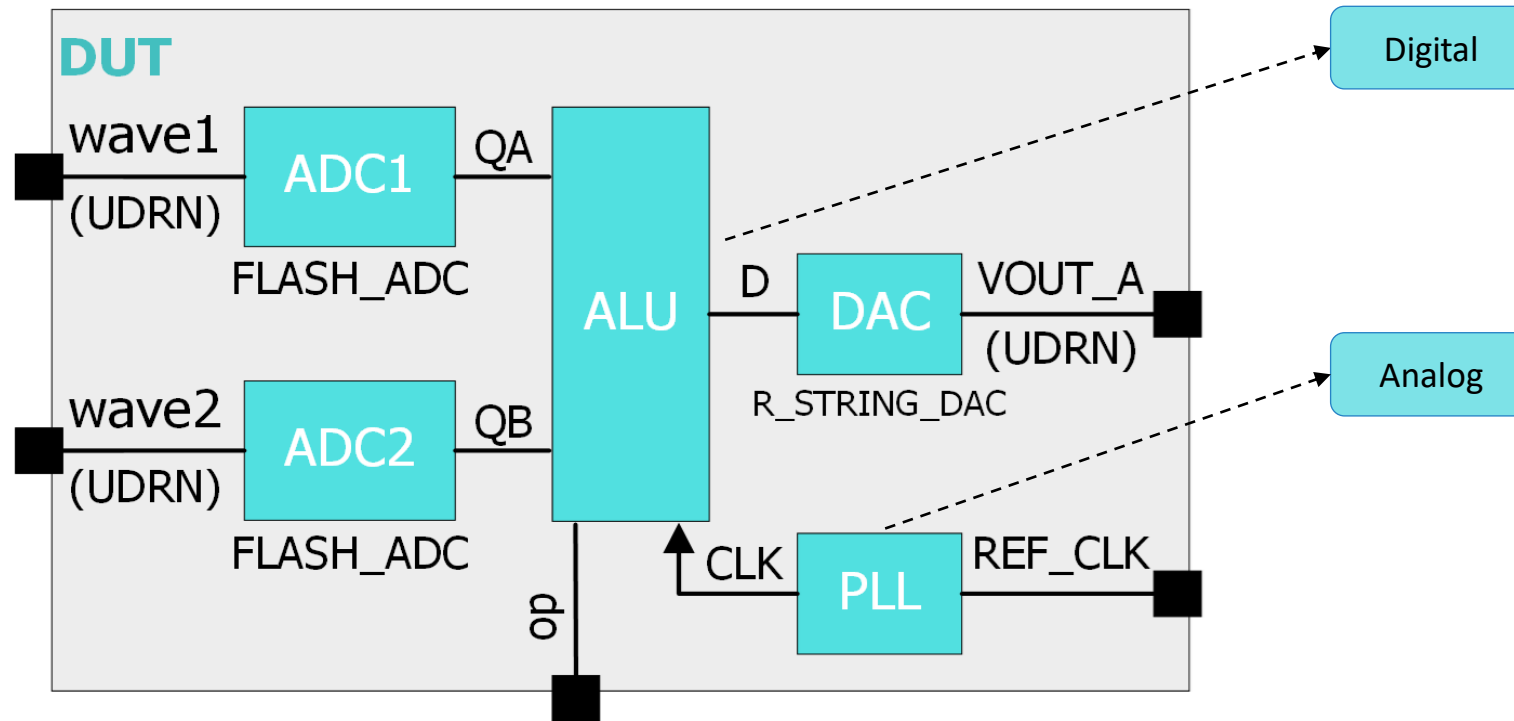 DUT
Digital
wave1
(UDRN)
ADC1
FLASH_ADC
QA
ALU
D
DAC
R_STRING_DAC
VOUT_A
(UDRN)
Analog
wave2
(UDRN)
ADC2
FLASH_ADC
QB
CLK
PLL
REF_CLK
op